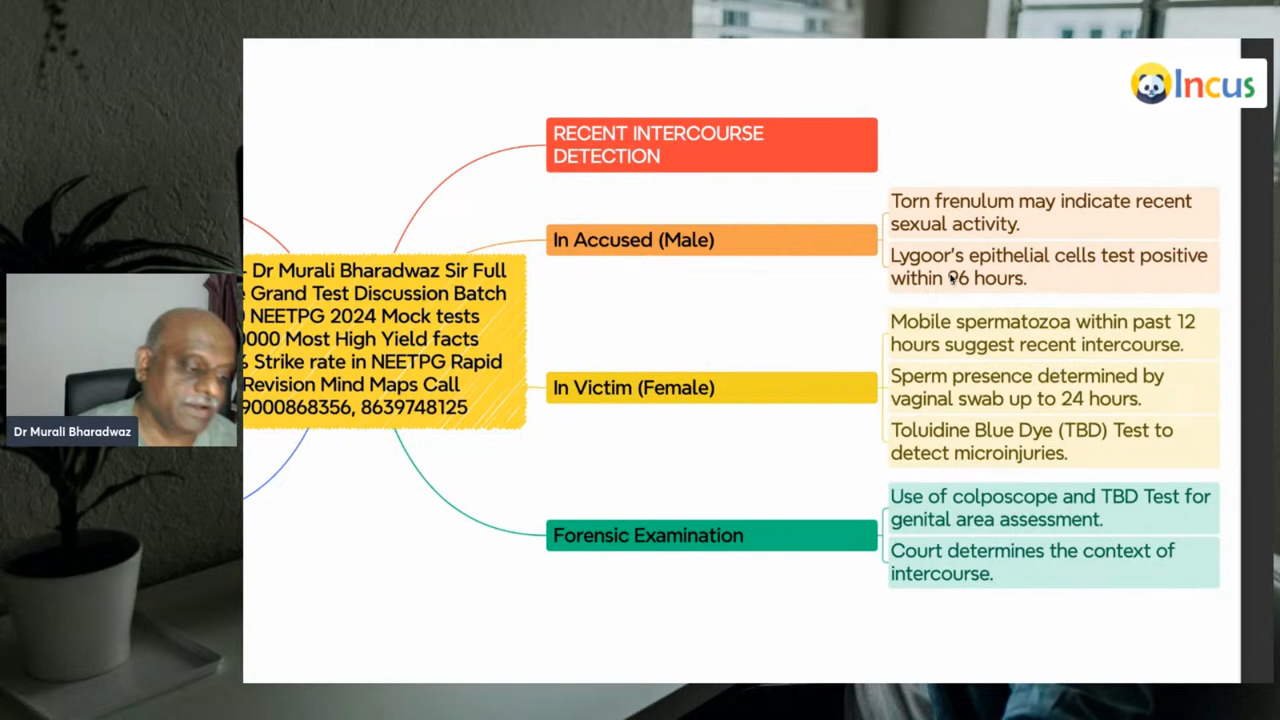 Incus
RECENT INTERCOURSE
DETECTION
In Accused (Male)
Torn frenulum may indicate recent
sexual activity.
Lygoor's epithelial cells test positive
within 96 hours.
Dr Murali Bharadwaz Sir Full
Grand Test Discussion Batch
NEETPG 2024 Mock tests
000 Most High Yield facts
Strike rate in NEETPG Rapid
Revision Mind Maps Call
9000868356, 8639748125
In Victim (Female)
Mobile spermatozoa within past 12
hours suggest recent intercourse.
Sperm presence determined by
vaginal swab up to 24 hours.
Toluidine Blue Dye (TBD) Test to
detect microinjuries.
Forensic Examination
Use of colposcope and TBD Test for
genital area assessment.
Court determines the context of
intercourse.
Dr Murali Bharadwaz